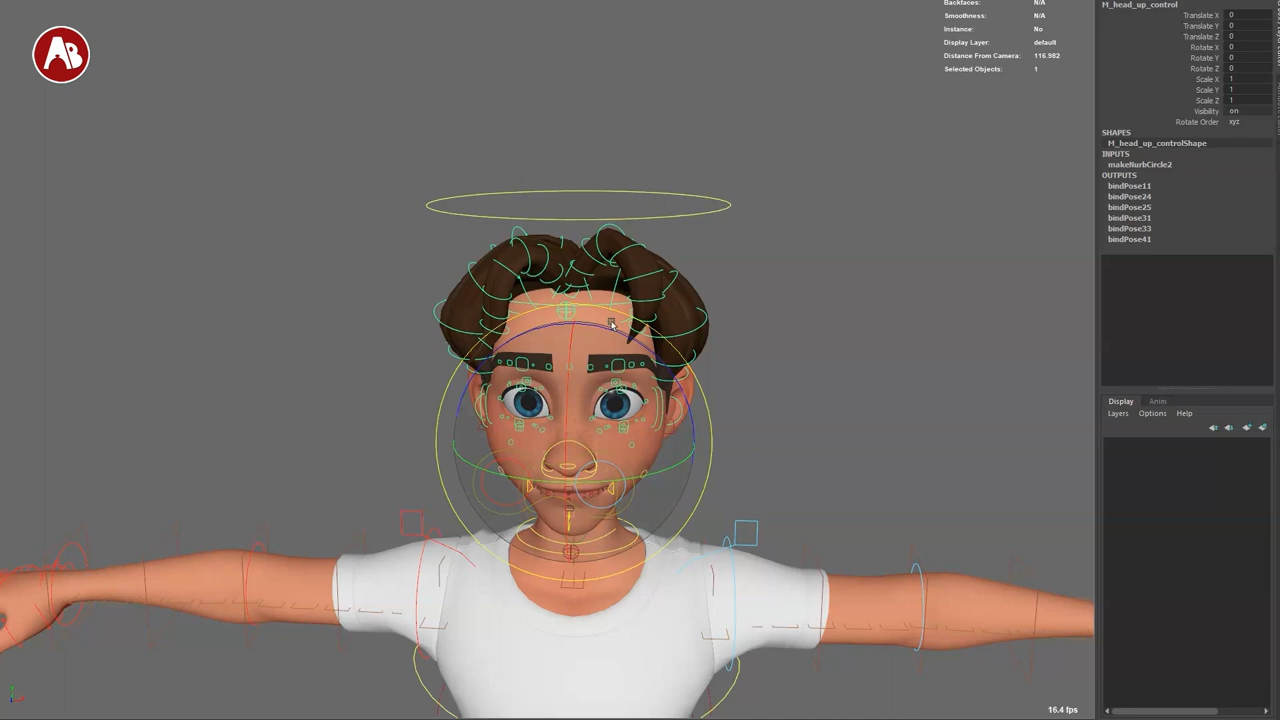 AB
Backfaces: N/A
Smoothness: N/A
Instance: No
Display Layer: default
Distance From Camera: 116.982
Selected Objects: 1
M_head_up_control
Translate X 0
Translate Y 0
Translate Z 0
Rotate X 0
Rotate Y 0
Rotate Z 0
Scale X 1
Scale Y 1
Scale Z 1
Visibility on
Rotate Order xyz
SHAPES
M_head_up_controlShape
INPUTS
makeNurbCircle2
OUTPUTS
bindPose11
bindPose24
bindPose25
bindPose31
bindPose33
bindPose41
Display Anim
Layers Options Help
16.4 fps